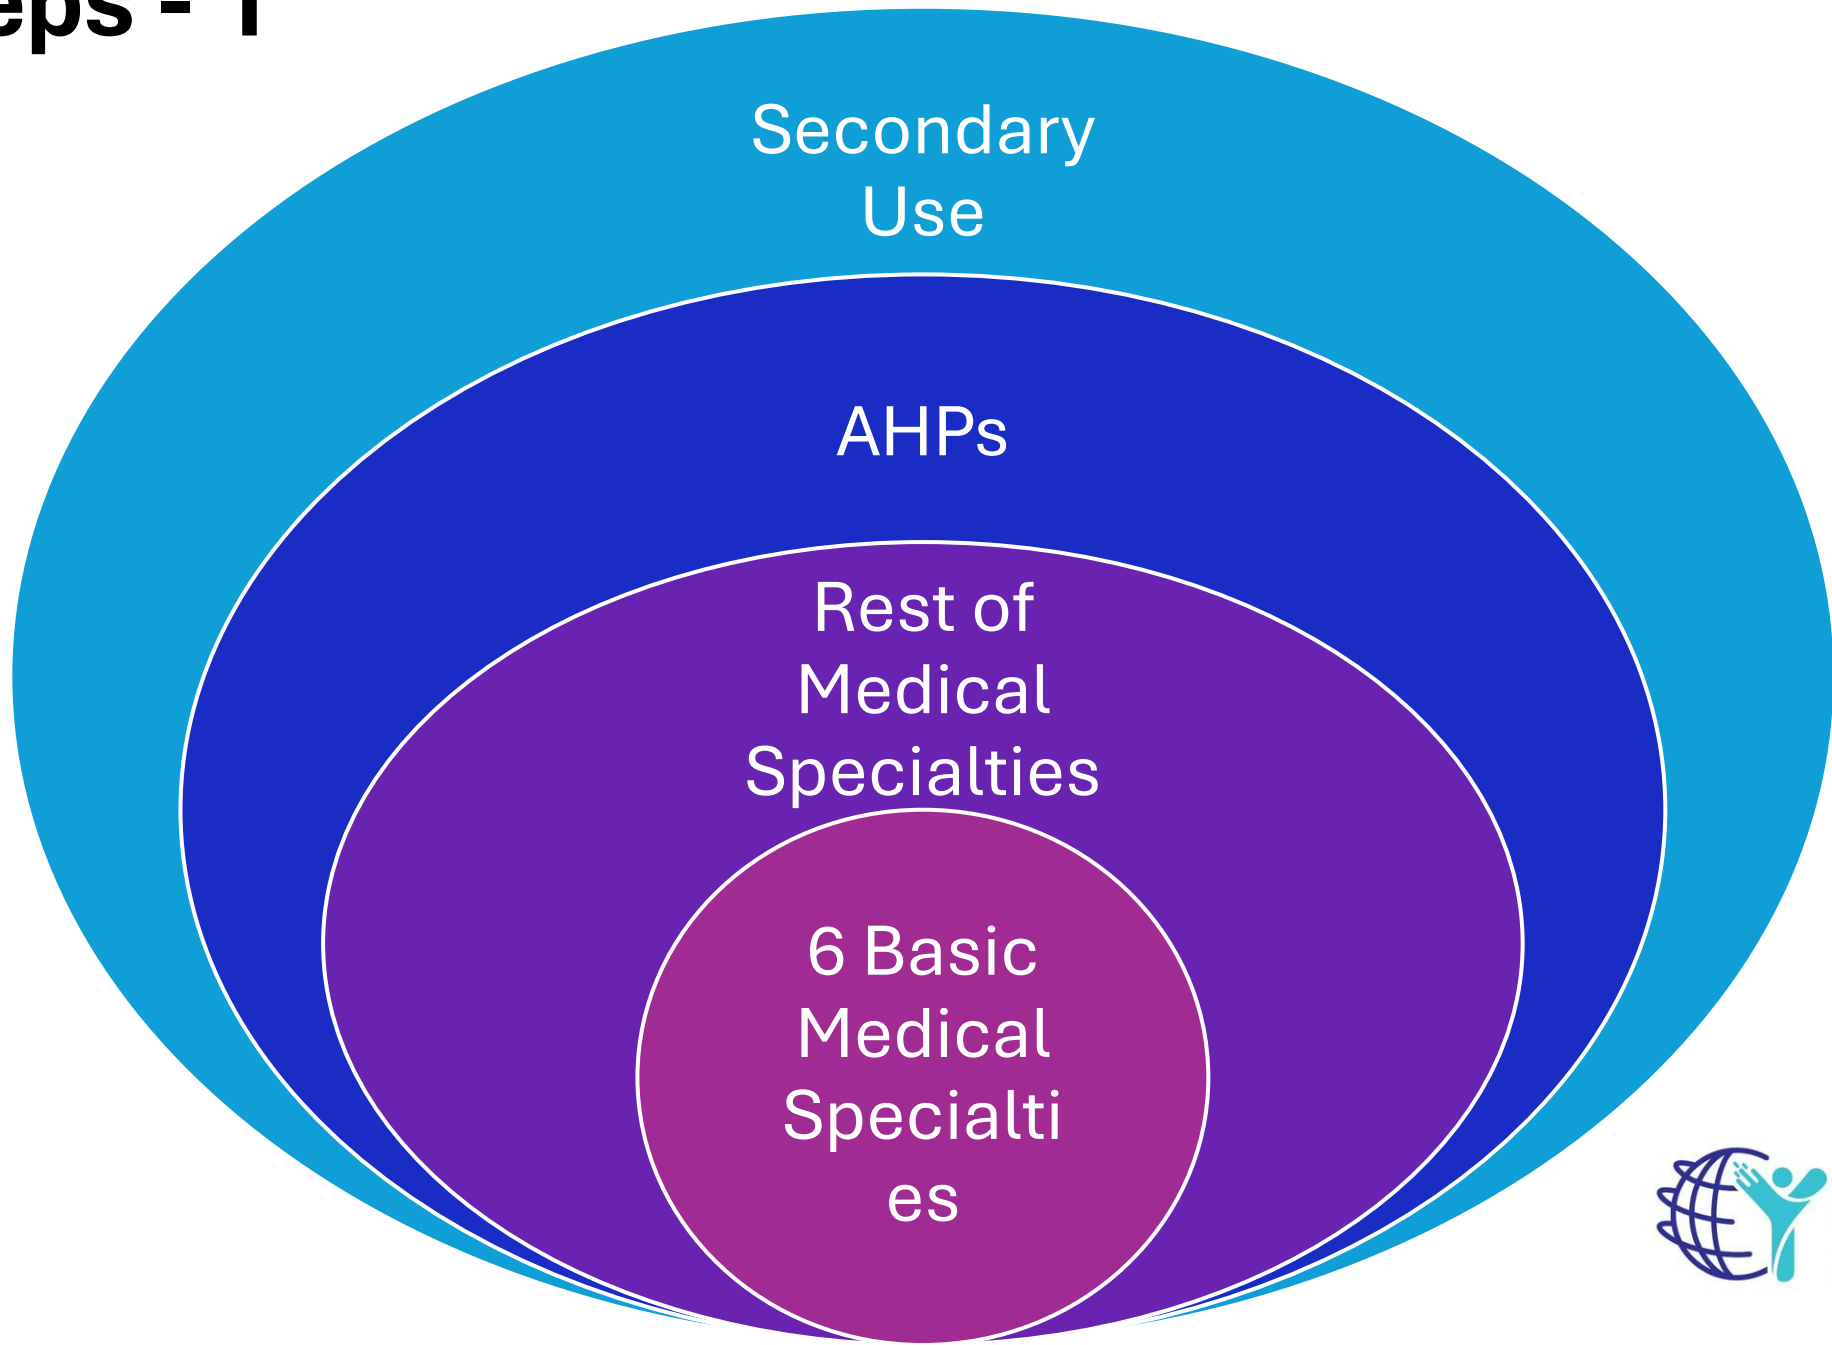 eps - 1
Secondary
Use
AHPs
Rest of
Medical
Specialties
6 Basic
Medical
Specialti
es